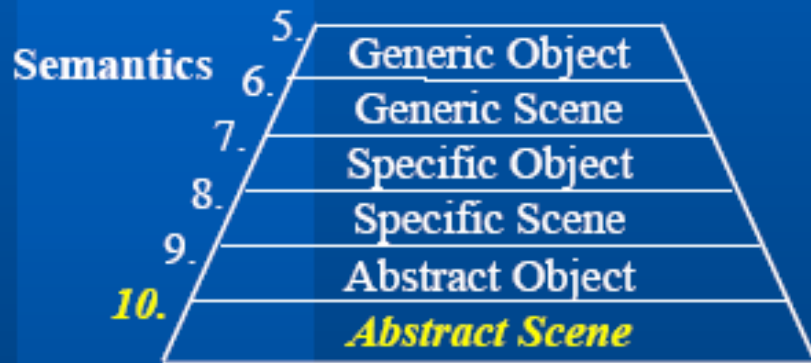 5. Generic Object
Semantics
6. Generic Scene
7. Specific Object
8. Specific Scene
9. Abstract Object
10. Abstract Scene